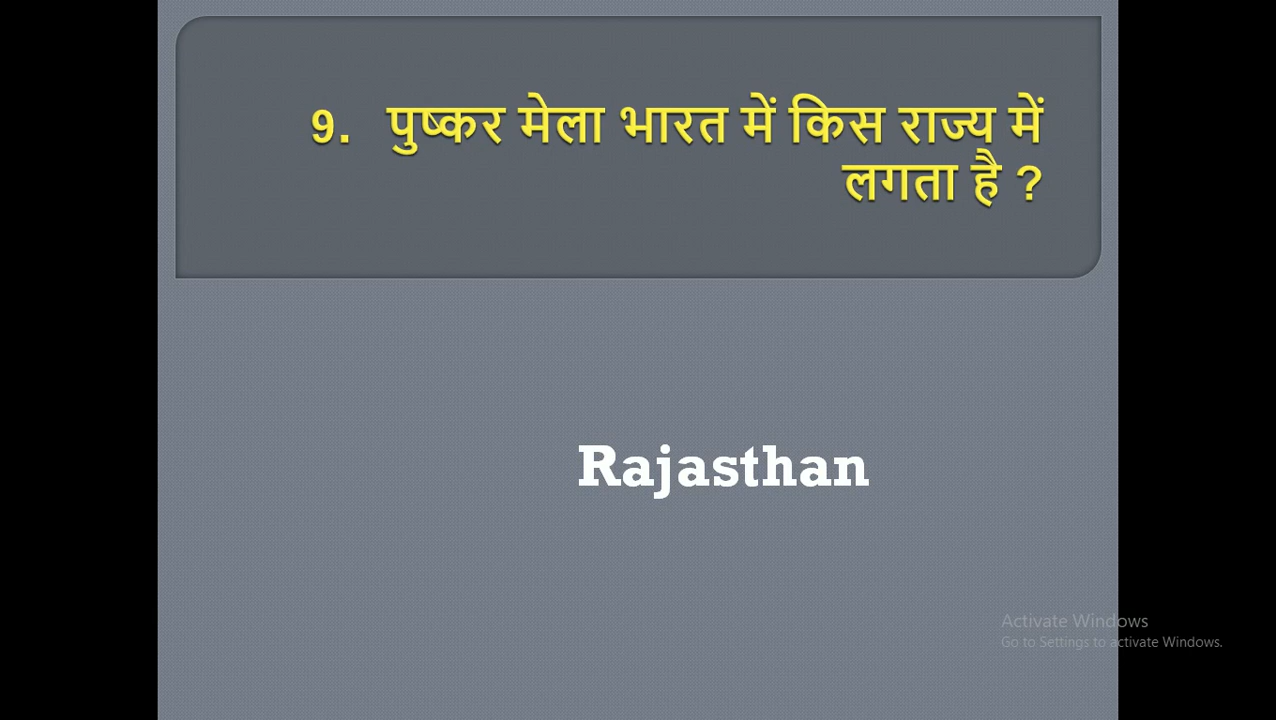 9. पुष्कर मेला भारत में किस राज्य में
लगता है ?
Rajasthan
Activate Windows
Go to Settings to activate Windows.